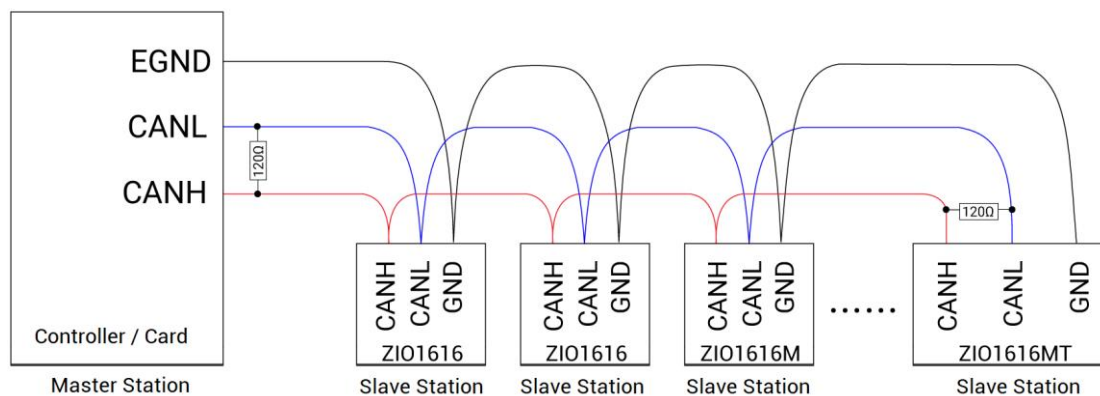 EGND
CANL
CANH
120Ω
120Ω
CANH
CANL
GND
CANH
CANL
GND
CANH
CANL
GND
CANH
CANL
GND
......
Controller / Card
ZIO1616
ZIO1616
ZIO1616M
ZIO1616MT
Master Station
Slave Station
Slave Station
Slave Station
Slave Station